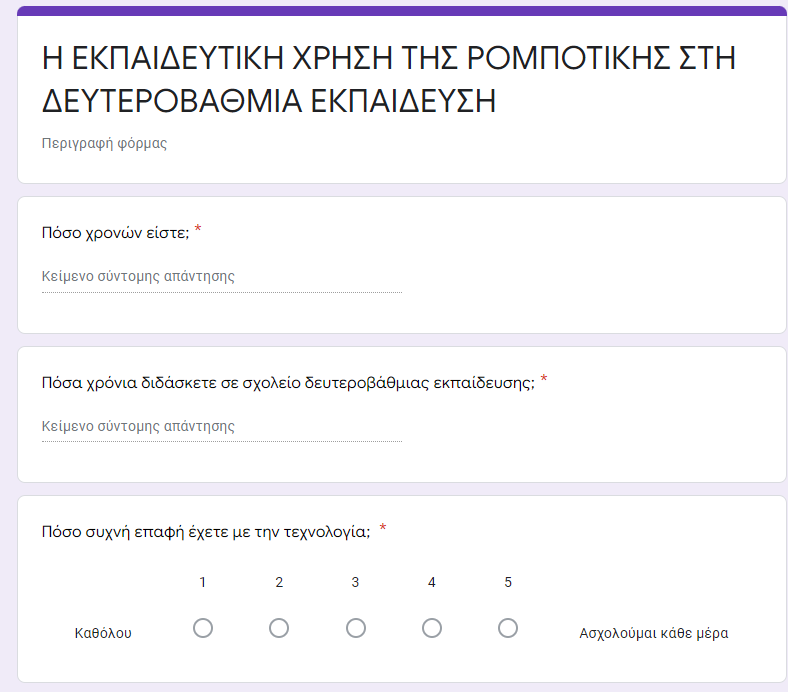 Η ΕΚΠΑΙΔΕΥΤΙΚΗ ΧΡΗΣΗ ΤΗΣ ΡΟΜΠΟΤΙΚΗΣ ΣΤΗ
ΔΕΥΤΕΡΟΒΑΘΜΙΑ ΕΚΠΑΙΔΕΥΣΗ
Περιγραφή φόρμας
Πόσο χρονών είστε; *
Κείμενο σύντομης απάντησης
Πόσα χρόνια διδάσκετε σε σχολείο δευτεροβάθμιας εκπαίδευσης; *
Κείμενο σύντομης απάντησης
Πόσο συχνή επαφή έχετε με την τεχνολογία; *
1 2 3 4 5
Καθόλου Ασχολούμαι κάθε μέρα